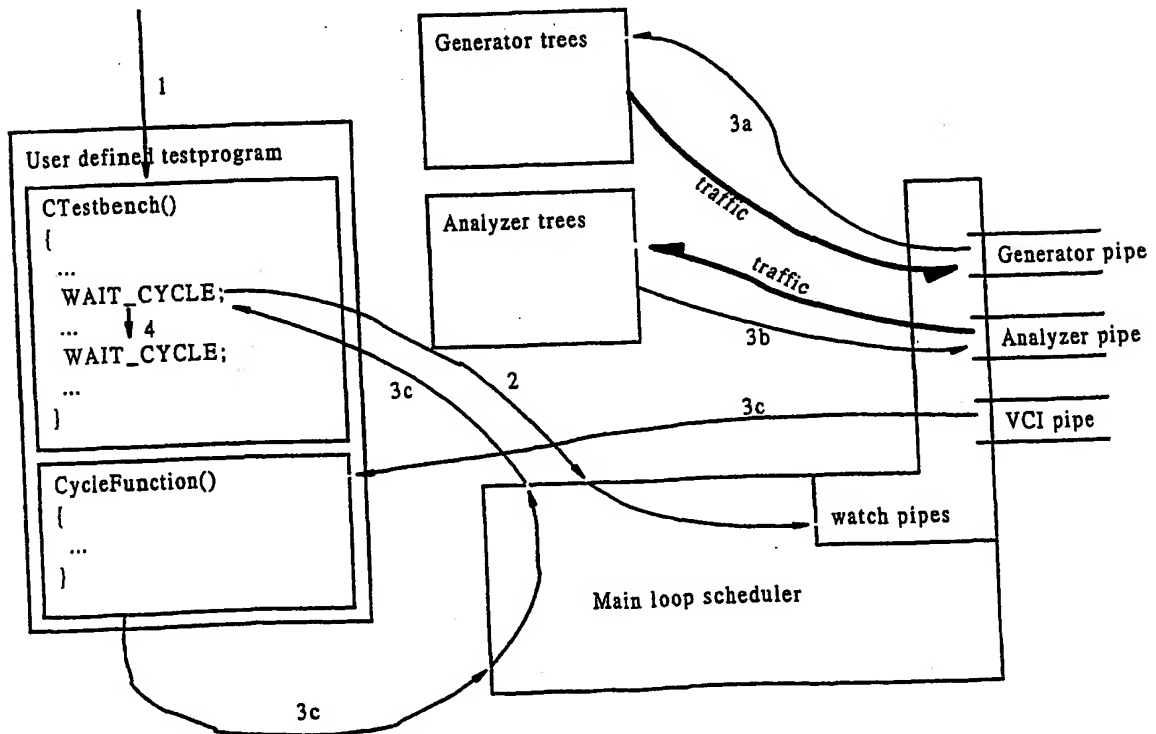 1
User defined testprogram
CTestbench()
{
...
WAIT_CYCLE;
...
4
WAIT_CYCLE;
...
}
CycleFunction()
{
...
}
Generator trees
Analyzer trees
3a
traffic
traffic
3b
3c
2
3c
3c
Generator pipe
Analyzer pipe
VCI pipe
watch pipes
Main loop scheduler